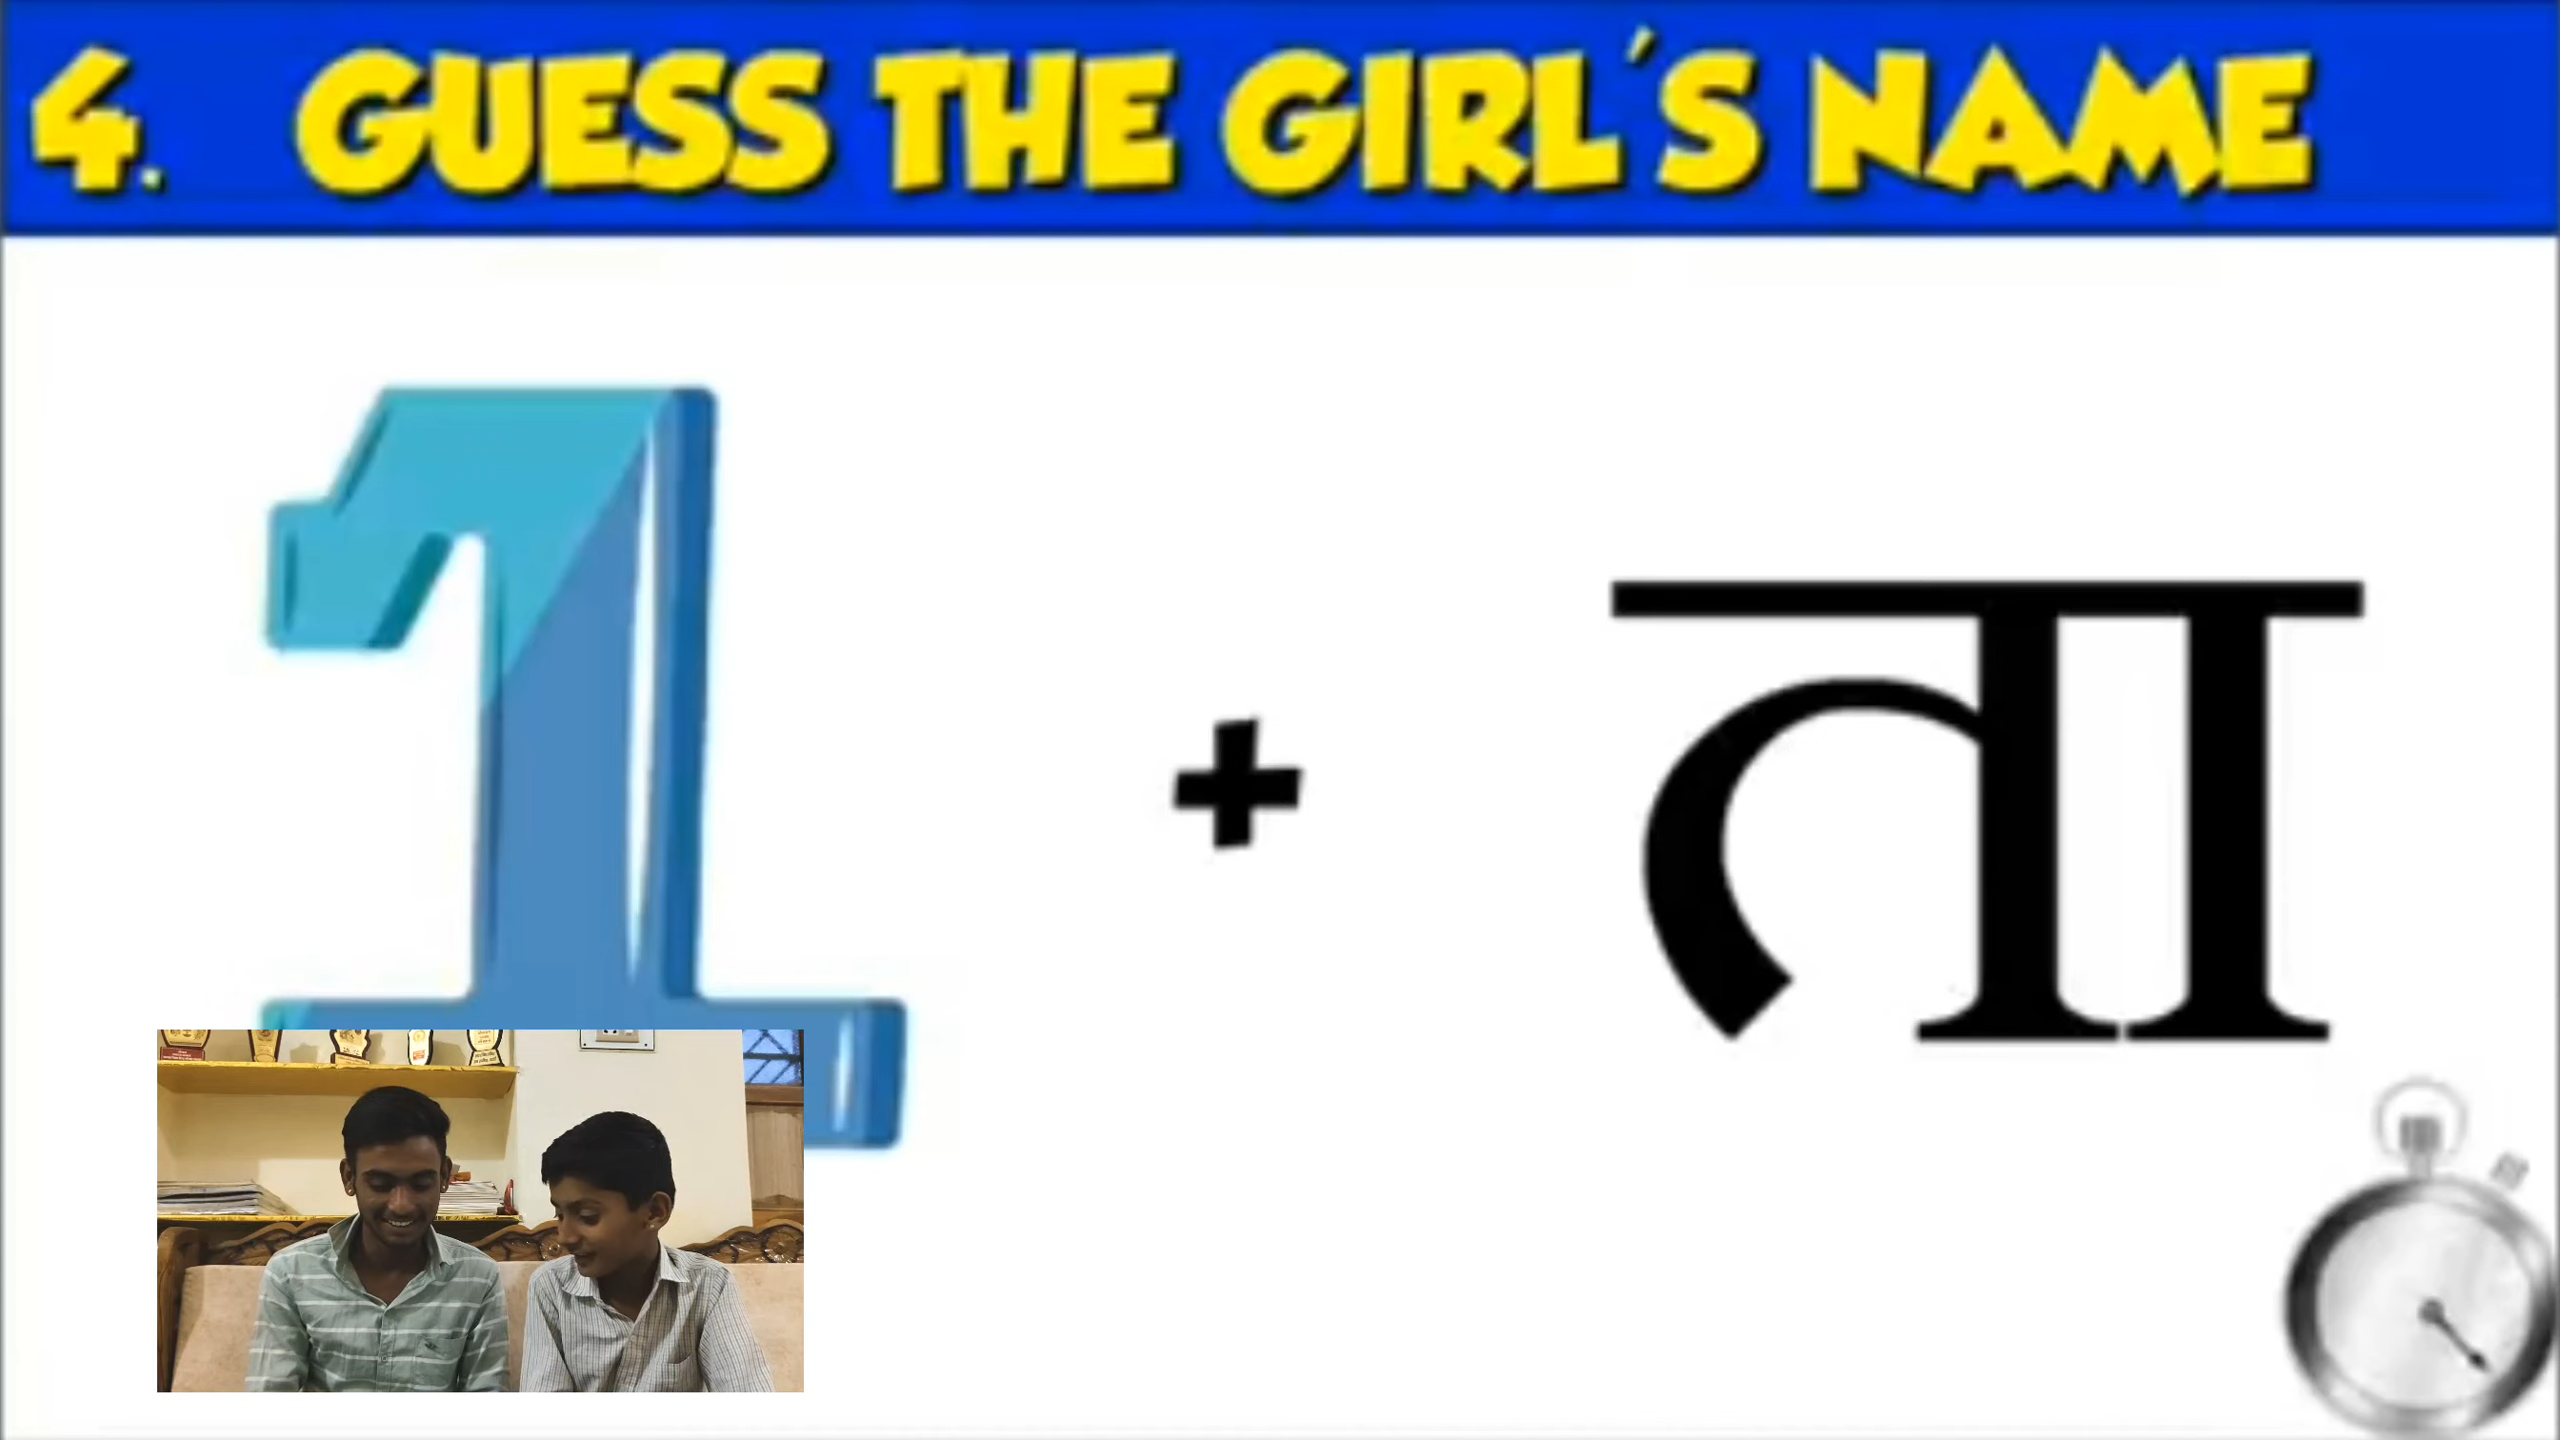 4. GUESS THE GIRL'S NAME
1 + ता